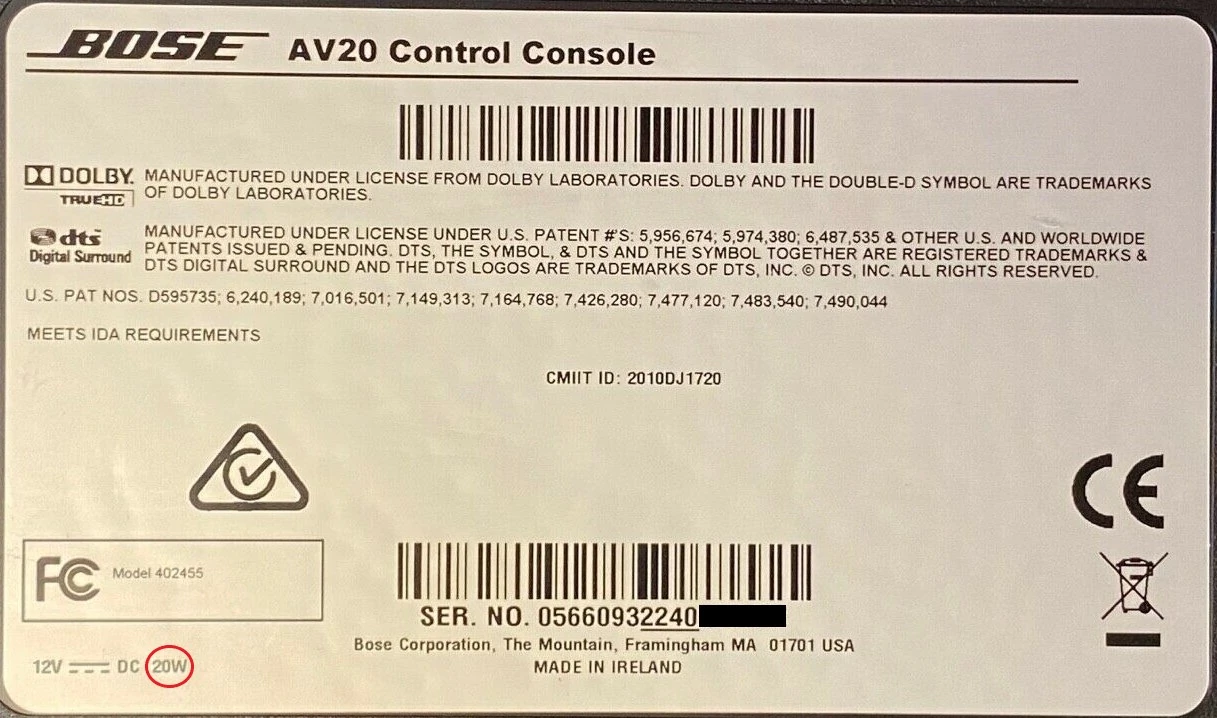 BOSE AV20 Control Console
DOLBY. MANUFACTURED UNDER LICENSE FROM DOLBY LABORATORIES. DOLBY AND THE DOUBLE-D SYMBOL ARE TRADEMARKS
TRUEHD OF DOLBY LABORATORIES.
dts MANUFACTURED UNDER LICENSE UNDER U.S. PATENT #'S: 5,956,674; 5,974,380; 6,487,535 & OTHER U.S. AND WORLDWIDE
Digital Surround PATENTS ISSUED & PENDING. DTS, THE SYMBOL, & DTS AND THE SYMBOL TOGETHER ARE REGISTERED TRADEMARKS &
DTS DIGITAL SURROUND AND THE DTS LOGOS ARE TRADEMARKS OF DTS, INC. © DTS, INC. ALL RIGHTS RESERVED.
U.S. PAT NOS. D595735; 6,240,189; 7,016,501; 7,149,313; 7,164,768; 7,426,280; 7,477,120; 7,483,540; 7,490,044
MEETS IDA REQUIREMENTS
CMIIT ID: 2010DJ1720
CE
FC Model 402455
SER. NO. 05660932240
Bose Corporation, The Mountain, Framingham MA 01701 USA
12V DC 20W
MADE IN IRELAND